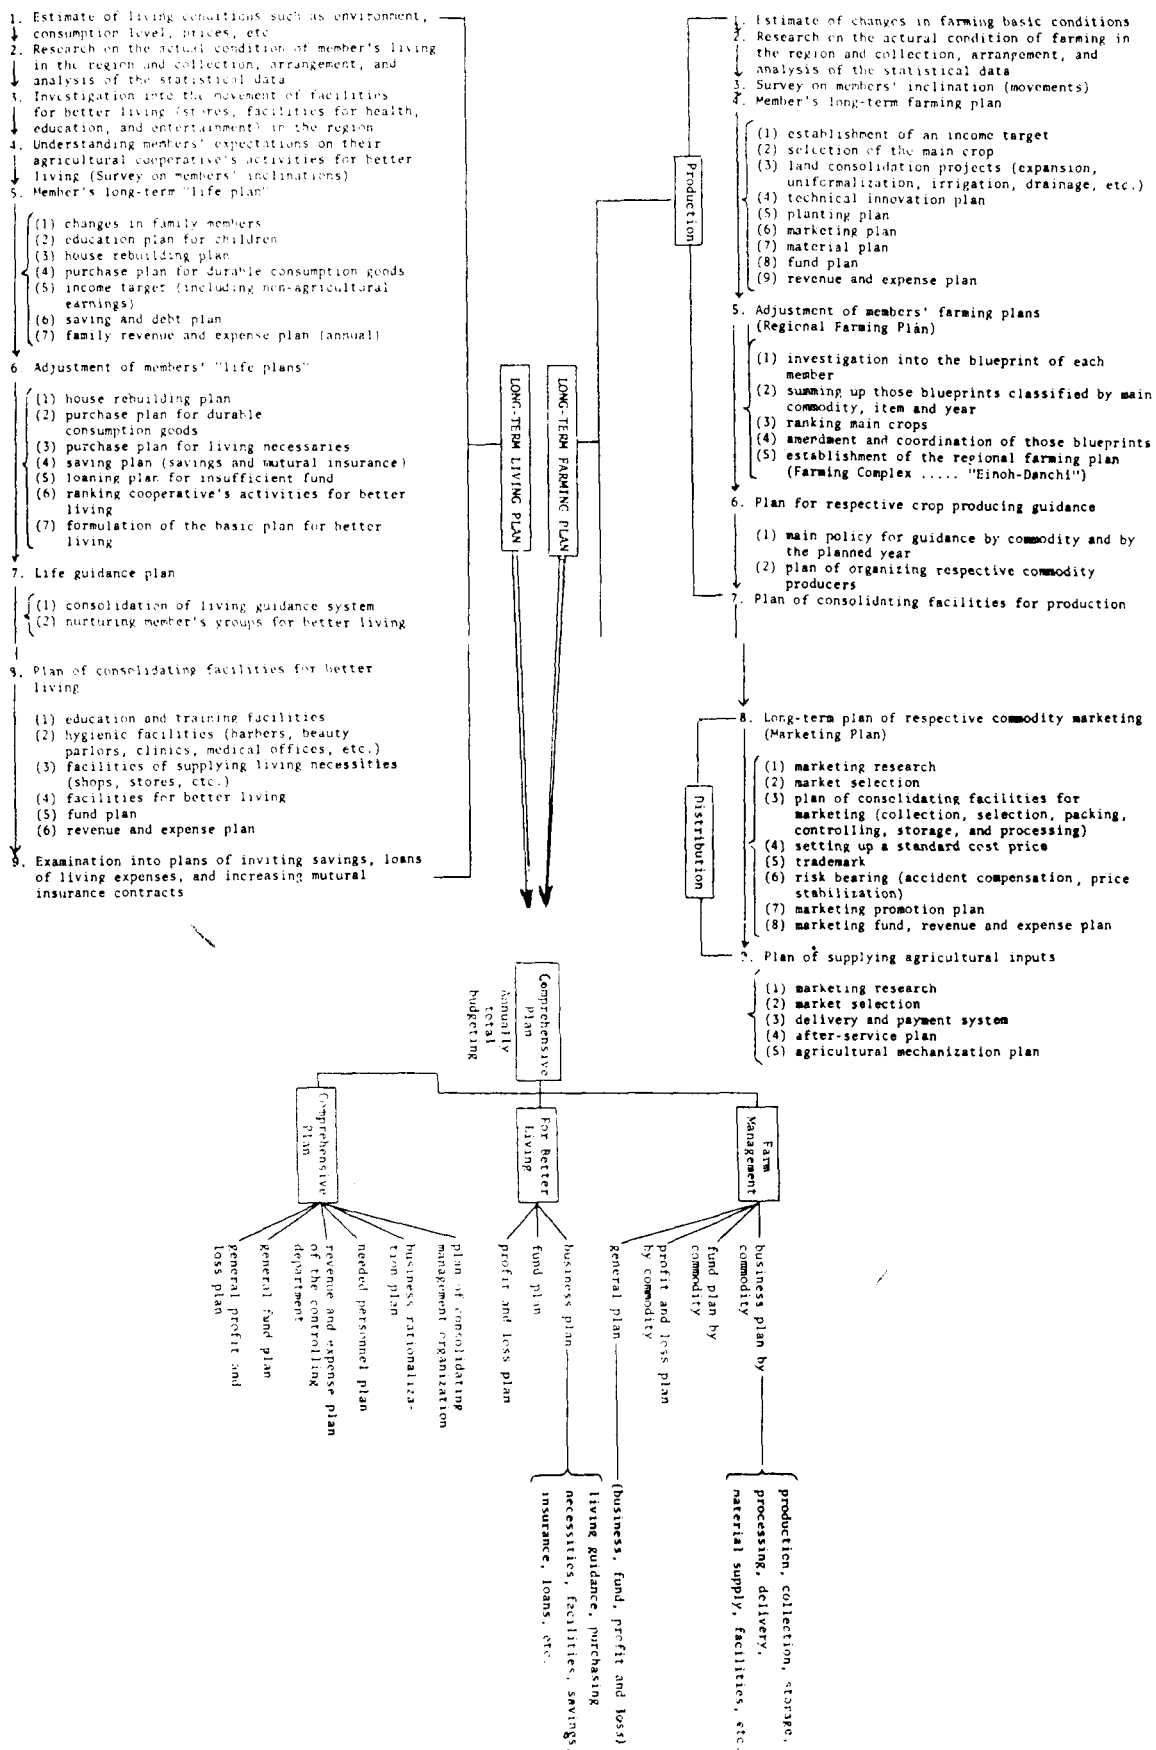 1. Estimate of living conditions such as environment,
consumption level, prices, etc
2. Research on the actual condition of member's living
in the region and collection, arrangement, and
analysis of the statistical data
3. Investigation into the movement of facilities
for better living (stores, facilities for health,
education, and entertainment) in the region
4. Understanding members' expectations on their
agricultural cooperative's activities for better
living (Survey on members' inclinations)
5. Member's long-term "life plan"
(1) changes in family members
(2) education plan for children
(3) house rebuilding plan
(4) purchase plan for durable consumption goods
(5) income target (including non-agricultural
earnings)
(6) saving and debt plan
(7) family revenue and expense plan (annual)
6. Adjustment of members' "life plans"
(1) house rebuilding plan
(2) purchase plan for durable
consumption goods
(3) purchase plan for living necessaries
(4) saving plan (savings and mutural insurance)
(5) loaning plan for insufficient fund
(6) ranking cooperative's activities for better
living
(7) formulation of the basic plan for better
living
7. Life guidance plan
(1) consolidation of living guidance system
(2) nurturing member's groups for better living
8. Plan of consolidating facilities for better
living
(1) education and training facilities
(2) hygienic facilities (barbers, beauty
parlors, clinics, medical offices, etc.)
(3) facilities of supplying living necessities
(shops, stores, etc.)
(4) facilities for better living
(5) fund plan
(6) revenue and expense plan
9. Examination into plans of inviting savings, loans
of living expenses, and increasing mutural
insurance contracts
LONG-TERM LIVING PLAN
LONG-TERM FARMING PLAN
Production
1. Estimate of changes in farming basic conditions
2. Research on the actural condition of farming in
the region and collection, arrangement, and
analysis of the statistical data
3. Survey on members' inclination (movements)
4. Member's long-term farming plan
(1) establishment of an income target
(2) selection of the main crop
(3) land consolidation projects (expansion,
uniformalization, irrigation, drainage, etc.)
(4) technical innovation plan
(5) planting plan
(6) marketing plan
(7) material plan
(8) fund plan
(9) revenue and expense plan
5. Adjustment of members' farming plans
(Regional Farming Plan)
(1) investigation into the blueprint of each
member
(2) summing up those blueprints classified by main
commodity, item and year
(3) ranking main crops
(4) amendment and coordination of those blueprints
(5) establishment of the regional farming plan
(Farming Complex ..... "Einoh-Danchi")
6. Plan for respective crop producing guidance
(1) main policy for guidance by commodity and by
the planned year
(2) plan of organizing respective commodity
producers
7. Plan of consolidnting facilities for production
Distribution
8. Long-term plan of respective commodity marketing
(Marketing Plan)
(1) marketing research
(2) market selection
(3) plan of consolidating facilities for
marketing (collection, selection, packing,
controlling, storage, and processing)
(4) setting up a standard cost price
(5) trademark
(6) risk bearing (accident compensation, price
stabilization)
(7) marketing promotion plan
(8) marketing fund, revenue and expense plan
9. Plan of supplying agricultural inputs
(1) marketing research
(2) market selection
(3) delivery and payment system
(4) after-service plan
(5) agricultural mechanization plan
Comprehensive
Plan
Annually
total
budgeting
Farm
Management
business plan by
commodity
production, collection, storage,
processing, delivery,
material supply, facilities, etc.
fund plan by
commodity
profit and less plan
by commodity
general plan
(business, fund, profit and loss)
For Better
Living
business plan
living guidance, purchasing
necessities, facilities, savings,
insurance, loans, etc.
fund plan
profit and less plan
Comprehensive
Plan
plan of consolidating
management organization
business rationaliza-
tion plan
needed personnel plan
revenue and expense plan
of the controlling
department
general fund plan
general profit and
loss plan